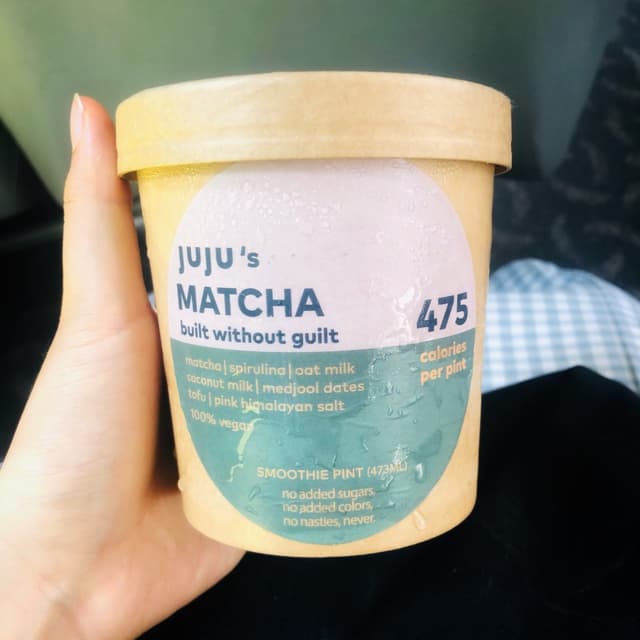 JUJU's
MATCHA
built without guilt
475
calories
per pint
matcha | spirulina | oat milk
coconut milk | medjool dates
tofu | pink himalayan salt
100% vegan
SMOOTHIE PINT (473ML)
no added sugars,
no added colors,
no nasties, never.